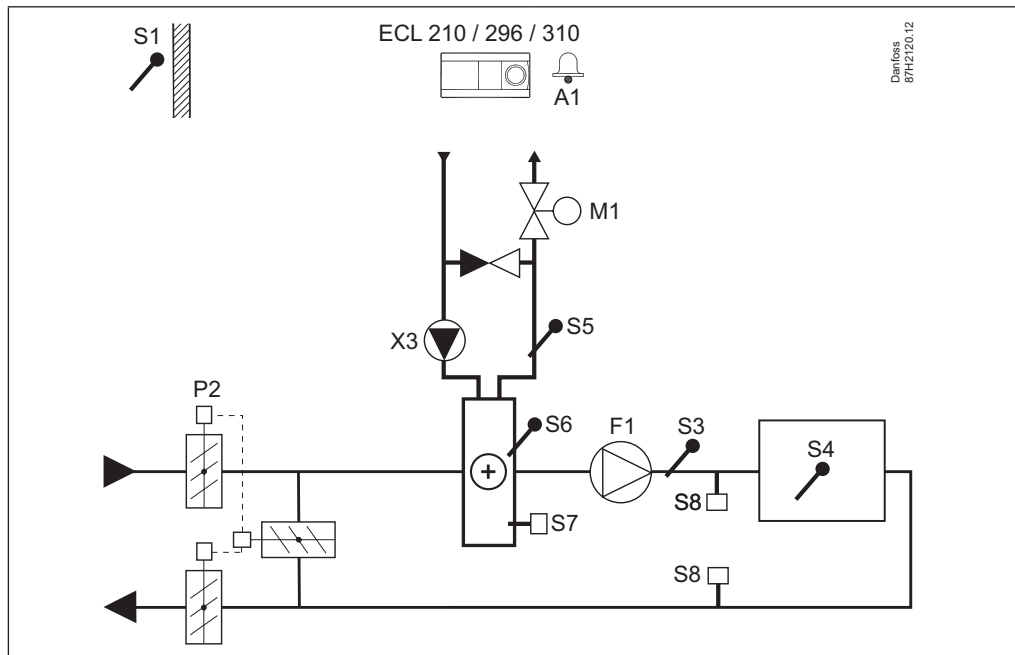 S1
ECL 210 / 296 / 310
A1
Danfoss
87H2120.12
M1
X3
S5
P2
S6
F1
S3
S4
S8
S7
S8